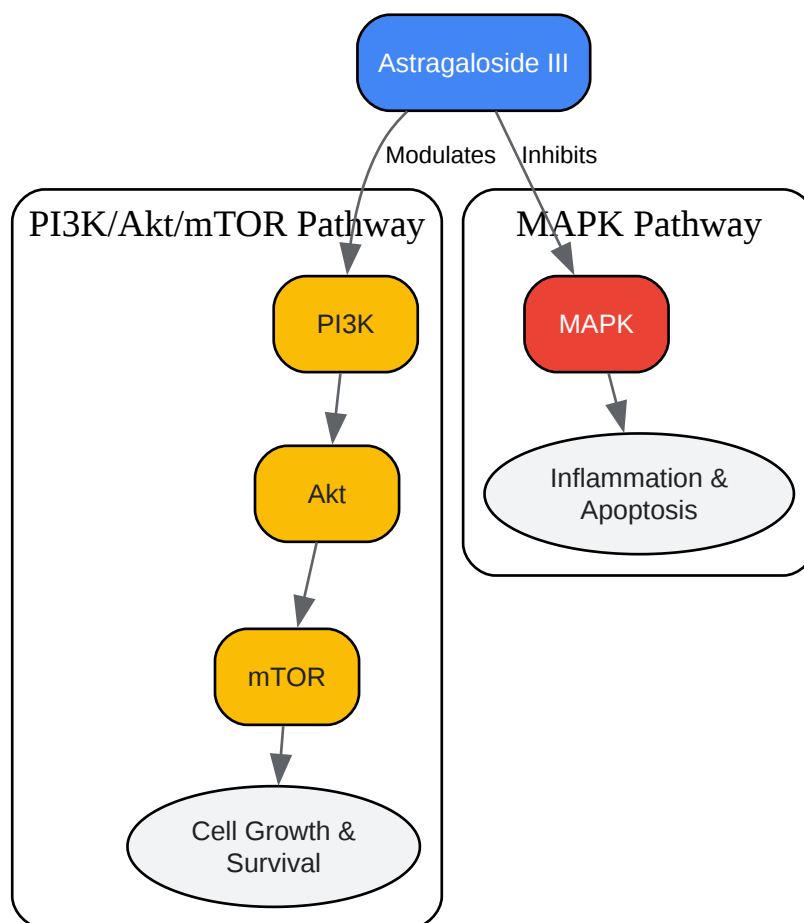 Astragaloside III
Modulates
Inhibits
PI3K/Akt/mTOR Pathway
PI3K
Akt
mTOR
Cell Growth &
Survival
MAPK Pathway
MAPK
Inflammation &
Apoptosis